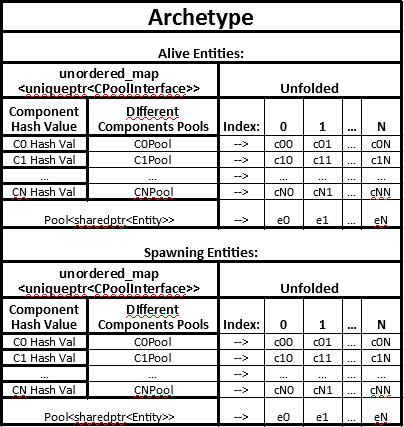 Archetype
Alive Entities:
unordered_map
<uniqueptr<CPoolInterface>> Unfolded
Component Hash Value DIfferent Components Pools Index: 0 1 ... N
C0 Hash Val C0Pool --> c00 c01 ... c0N
C1 Hash Val C1Pool --> c10 c11 ... c1N
... ... --> ... ... ... ...
CN Hash Val CNPool --> cN0 cN1 ... cNN
Pool<sharedptr<Entity>> --> e0 e1 ... eN
Spawning Entities:
unordered_map
<uniqueptr<CPoolInterface>> Unfolded
Component Hash Value DIfferent Components Pools Index: 0 1 ... N
C0 Hash Val C0Pool --> c00 c01 ... c0N
C1 Hash Val C1Pool --> c10 c11 ... c1N
... ... --> ... ... ... ...
CN Hash Val CNPool --> cN0 cN1 ... cNN
Pool<sharedptr<Entity>> --> e0 e1 ... eN